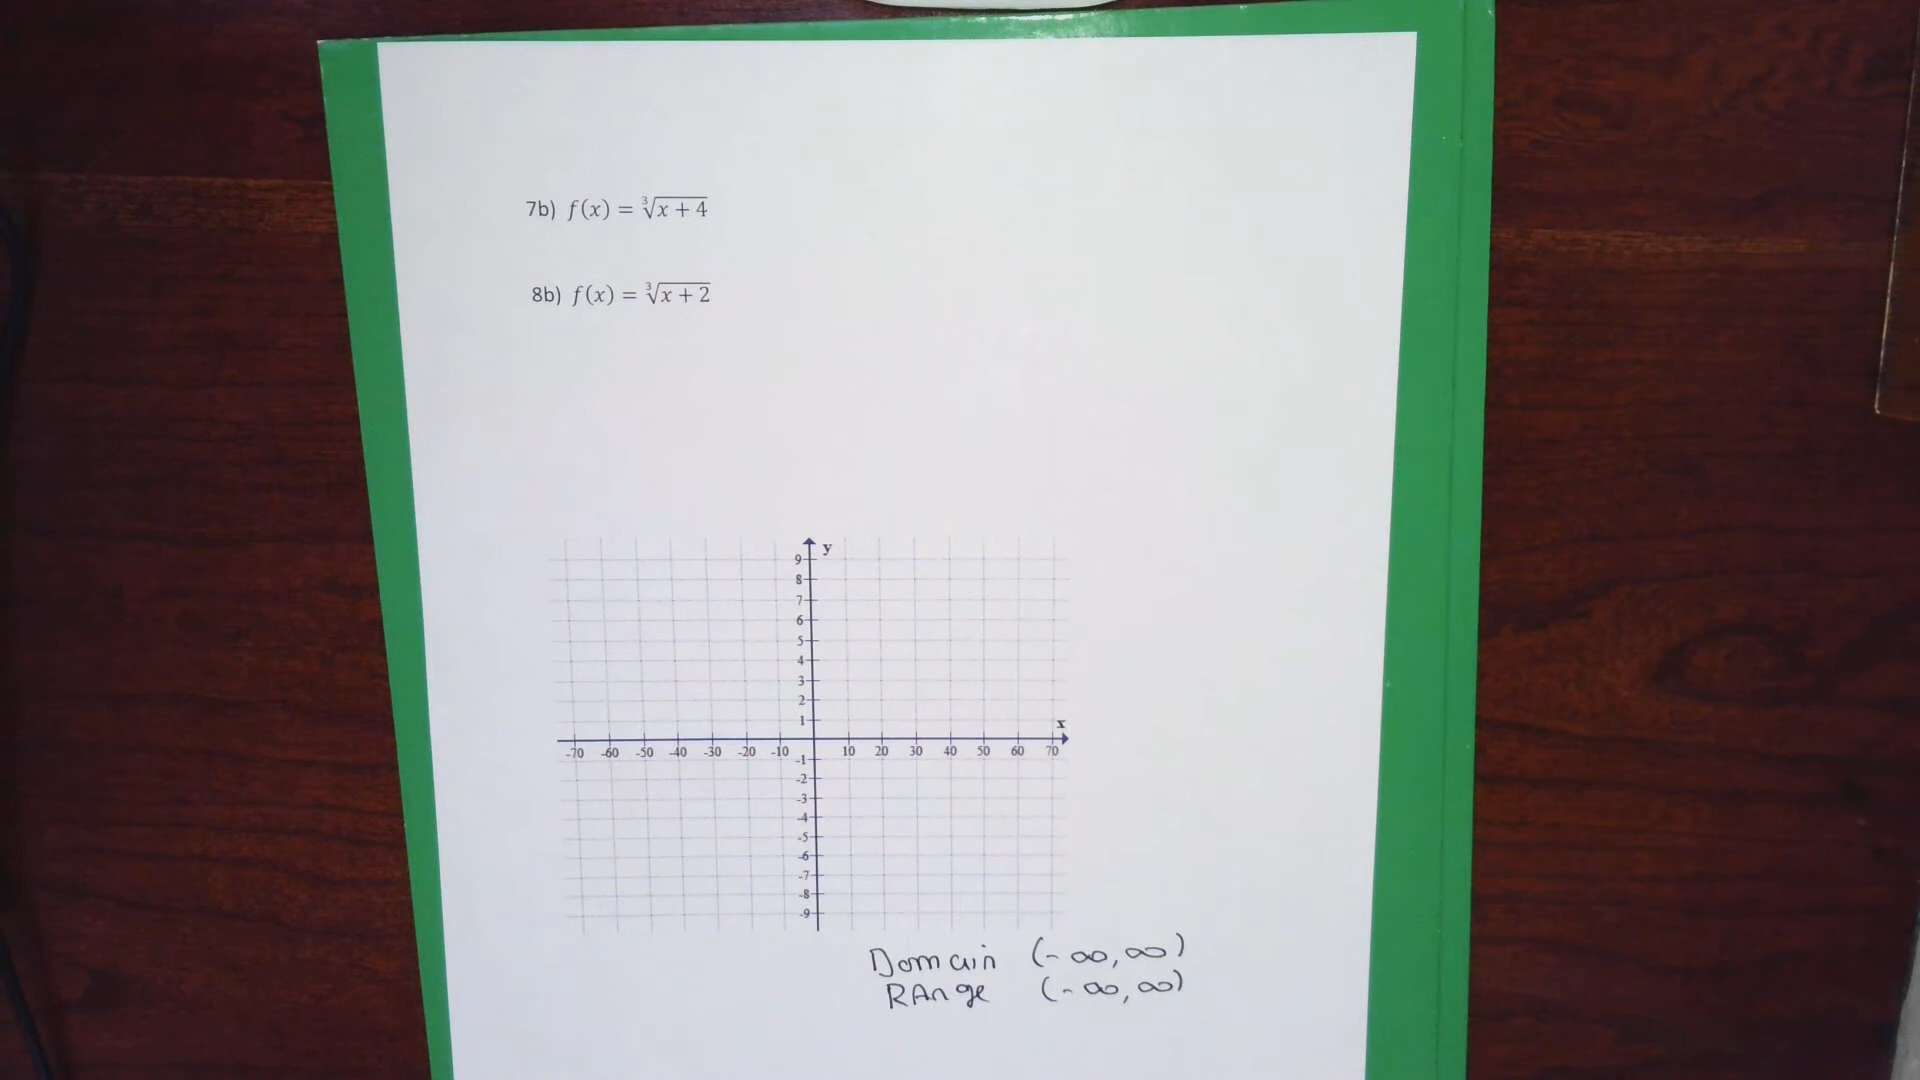 7b) f(x) = ∛x + 4
8b) f(x) = ∛x + 2
y
9
8
7
6
5
4
3
2
1
x
-70 -60 -50 -40 -30 -20 -10 10 20 30 40 50 60 70
-1
-2
-3
-4
-5
-6
-7
-8
-9
Domain (-∞,∞)
RAnge (-∞,∞)